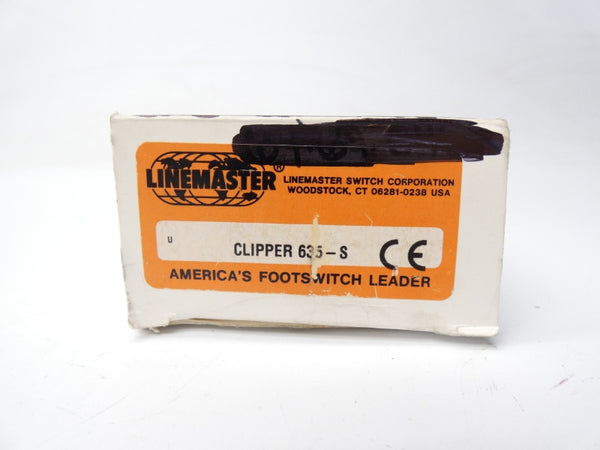 LINEMASTER®
LINEMASTER SWITCH CORPORATION
WOODSTOCK, CT 06281-0238 USA
U
CLIPPER 635-S CE
AMERICA'S FOOTSWITCH LEADER